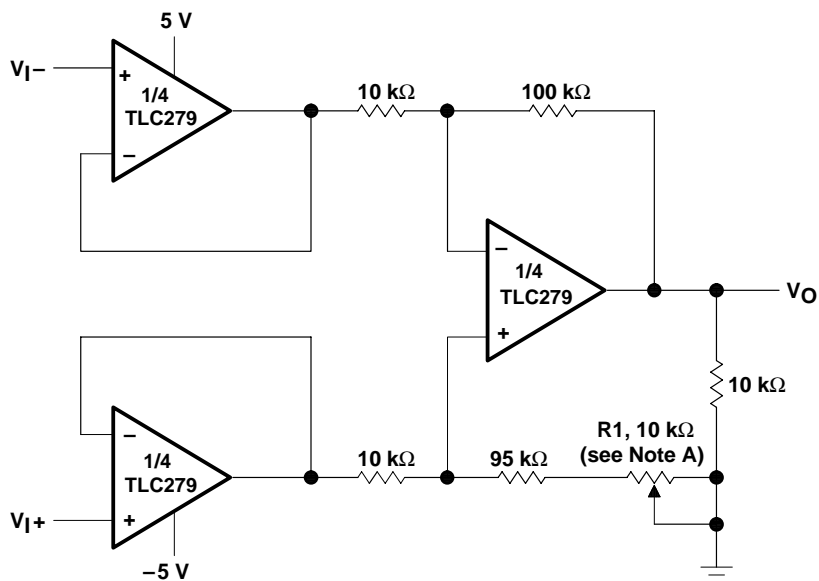 5 V
VI−
+
1/4
TLC279
−
10 kΩ
100 kΩ
−
1/4
TLC279
+
VO
10 kΩ
R1, 10 kΩ
(see Note A)
−
1/4
TLC279
+
10 kΩ
95 kΩ
VI+
−5 V